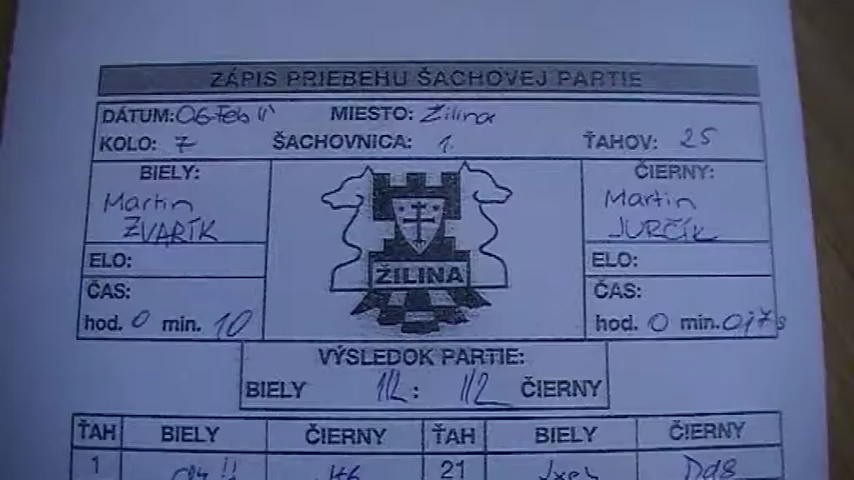 ZÁPIS PRIEBEHU ŠACHOVEJ PARTIE
DÁTUM: 06 Feb 11 MIESTO: Žilina
KOLO: 7 ŠACHOVNICA: 1. ŤAHOV: 25
BIELY: ČIERNY:
Martin Martin
ZVARÍK JURČÍK
ŽILINA
ELO: ELO:
ČAS: ČAS:
hod. 0 min. 10 hod. 0 min.
VÝSLEDOK PARTIE:
BIELY 1/2 : 1/2 ČIERNY
ŤAH BIELY ČIERNY ŤAH BIELY ČIERNY
1 21 Dd8